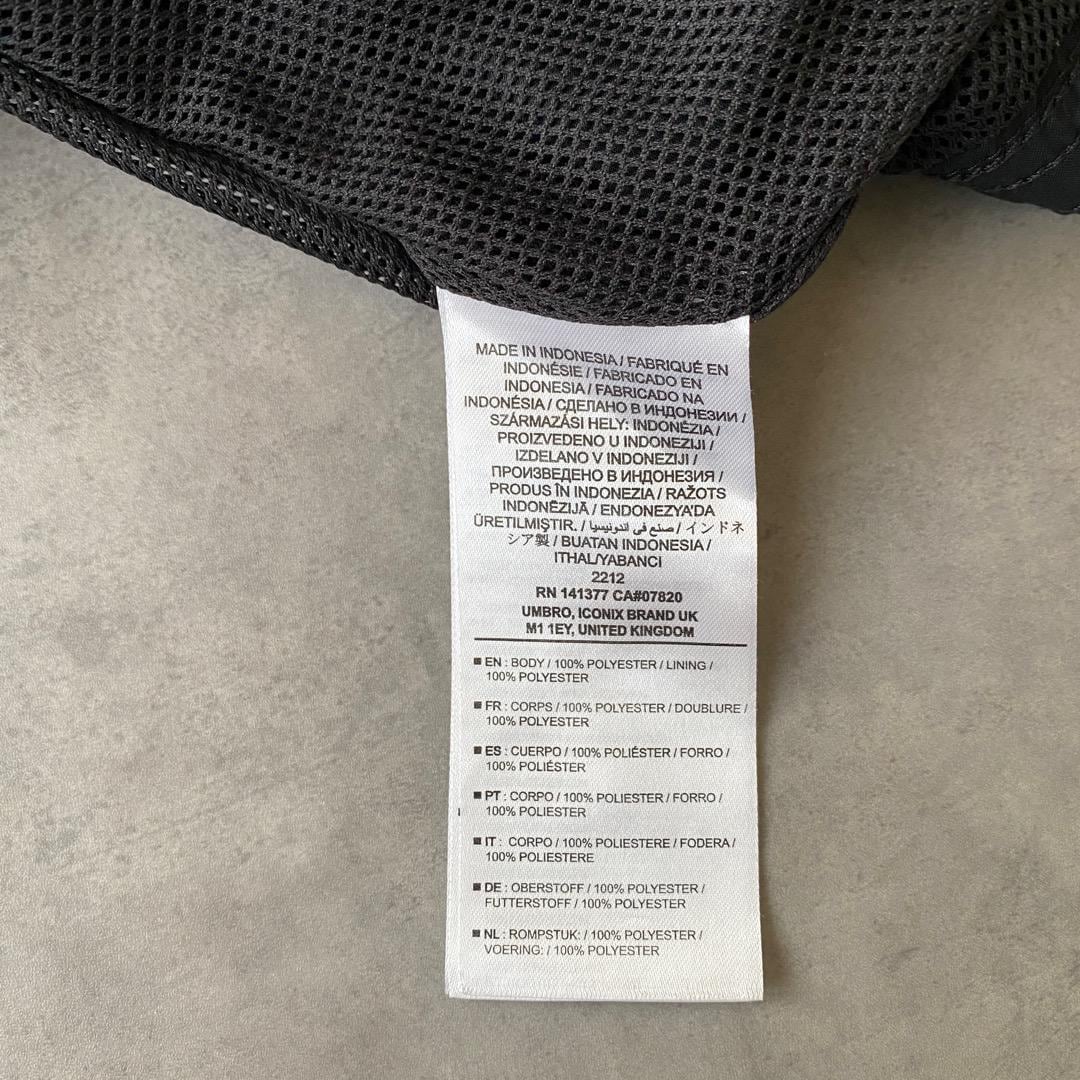 MADE IN INDONESIA / FABRIQUÉ EN
INDONÉSIE / FABRICADO EN
INDONESIA / FABRICADO NA
INDONÉSIA / СДЕЛАНО В ИНДОНЕЗИИ /
SZÁRMAZÁSI HELY: INDONÉZIA /
PROIZVEDENO U INDONEZIJI /
IZDELANO V INDONEZIJI /
ПРОИЗВЕДЕНО В ИНДОНЕЗИЯ /
PRODUS ÎN INDONEZIA / RAŽOTS
INDONĒZIJĀ / ENDONEZYA'DA
ÜRETILMIŞTIR. / صنع فى اندونيسيا / インドネ
シア製 / BUATAN INDONESIA /
ITHAL/YABANCI
2212
RN 141377 CA#07820
UMBRO, ICONIX BRAND UK
M1 1EY, UNITED KINGDOM
EN : BODY / 100% POLYESTER / LINING /
100% POLYESTER
FR : CORPS / 100% POLYESTER / DOUBLURE /
100% POLYESTER
ES : CUERPO / 100% POLIÉSTER / FORRO /
100% POLIÉSTER
PT : CORPO / 100% POLIESTER / FORRO /
100% POLIESTER
IT : CORPO / 100% POLIESTERE / FODERA /
100% POLIESTERE
DE : OBERSTOFF / 100% POLYESTER /
FUTTERSTOFF / 100% POLYESTER
NL : ROMPSTUK: / 100% POLYESTER /
VOERING: / 100% POLYESTER